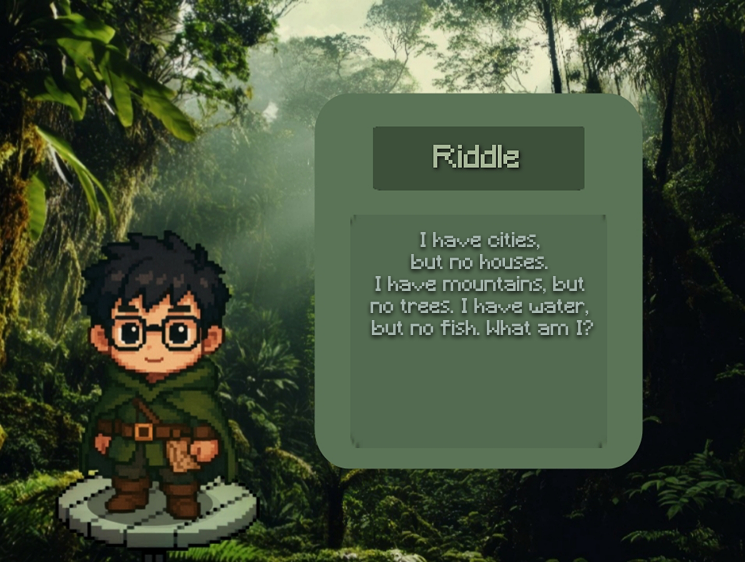 Riddle
I have cities,
but no houses.
I have mountains, but
no trees. I have water,
but no fish. What am I?